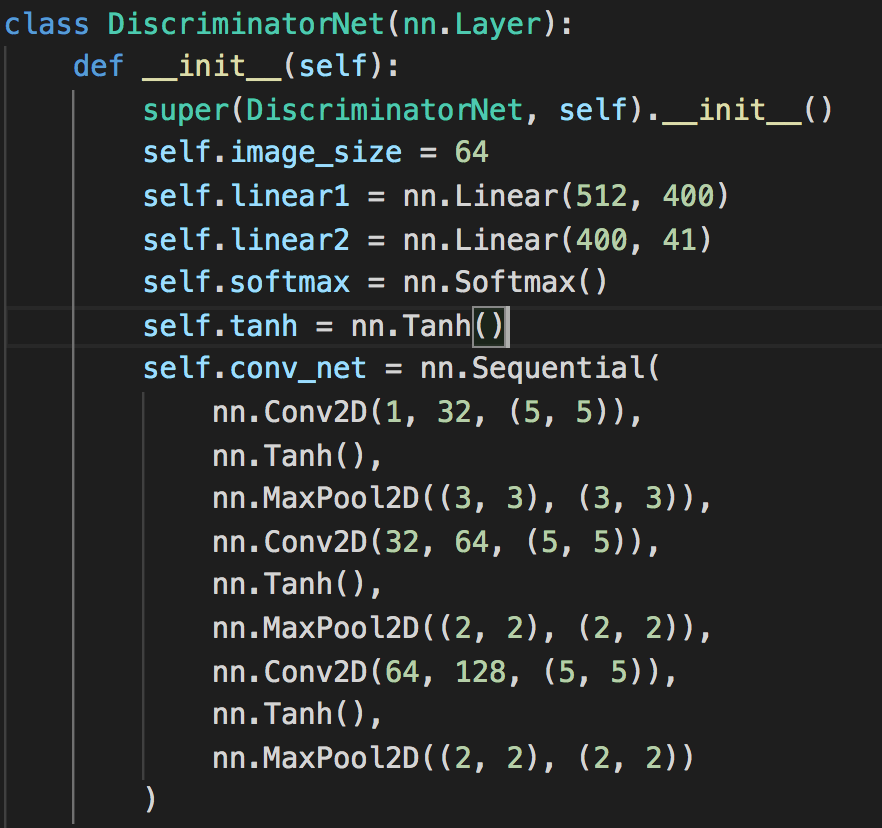 class DiscriminatorNet(nn.Layer):
    def __init__(self):
        super(DiscriminatorNet, self).__init__()
        self.image_size = 64
        self.linear1 = nn.Linear(512, 400)
        self.linear2 = nn.Linear(400, 41)
        self.softmax = nn.Softmax()
        self.tanh = nn.Tanh()
        self.conv_net = nn.Sequential(
            nn.Conv2D(1, 32, (5, 5)),
            nn.Tanh(),
            nn.MaxPool2D((3, 3), (3, 3)),
            nn.Conv2D(32, 64, (5, 5)),
            nn.Tanh(),
            nn.MaxPool2D((2, 2), (2, 2)),
            nn.Conv2D(64, 128, (5, 5)),
            nn.Tanh(),
            nn.MaxPool2D((2, 2), (2, 2))
        )